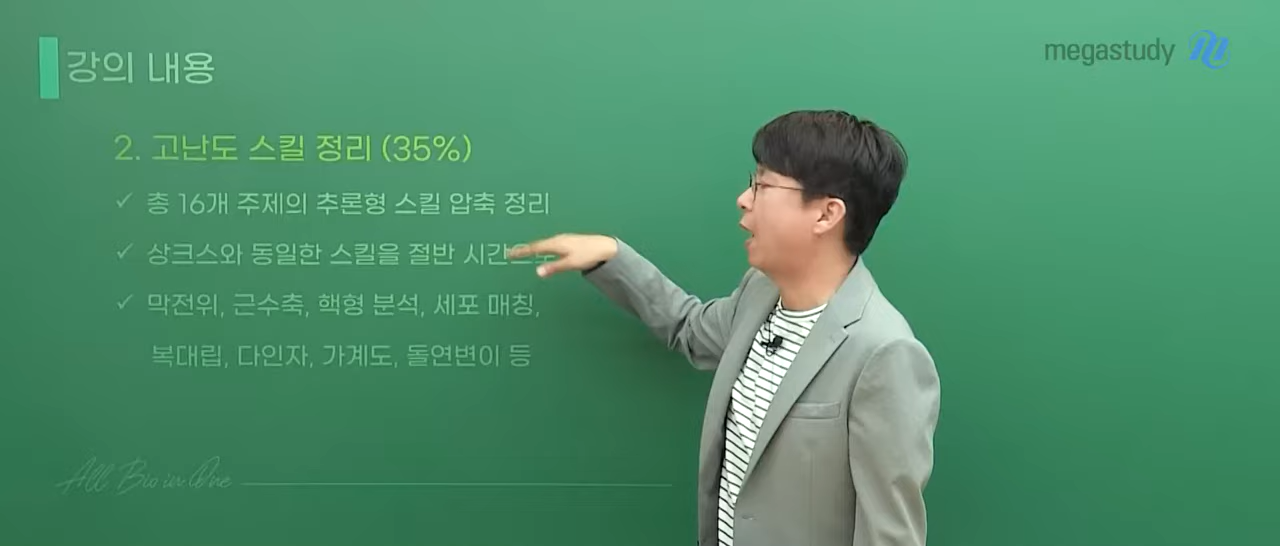 강의 내용
megastudy
2. 고난도 스킬 정리 (35%)
✓ 총 16개 주제의 추론형 스킬 압축 정리
✓ 상크스와 동일한 스킬을 절반 시간으로
✓ 막전위, 근수축, 핵형 분석, 세포 매칭,
복대립, 다인자, 가계도, 돌연변이 등
All Bio in One